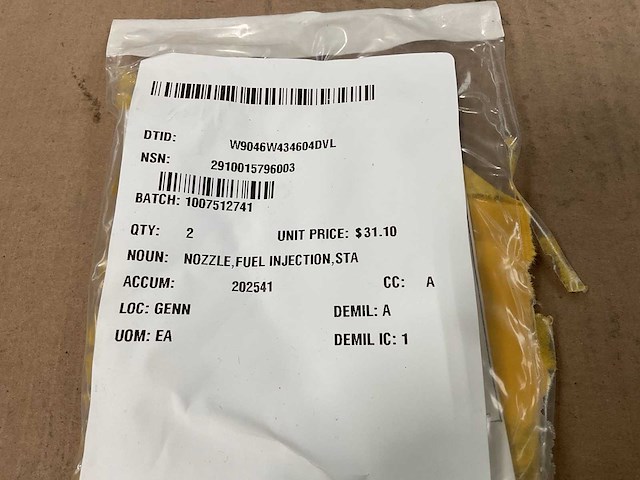 DTID: W9046W434604DVL
NSN: 2910015796003
BATCH: 1007512741
QTY: 2 UNIT PRICE: $31.10
NOUN: NOZZLE,FUEL INJECTION,STA
ACCUM: 202541 CC: A
LOC: GENN DEMIL: A
UOM: EA DEMIL IC: 1